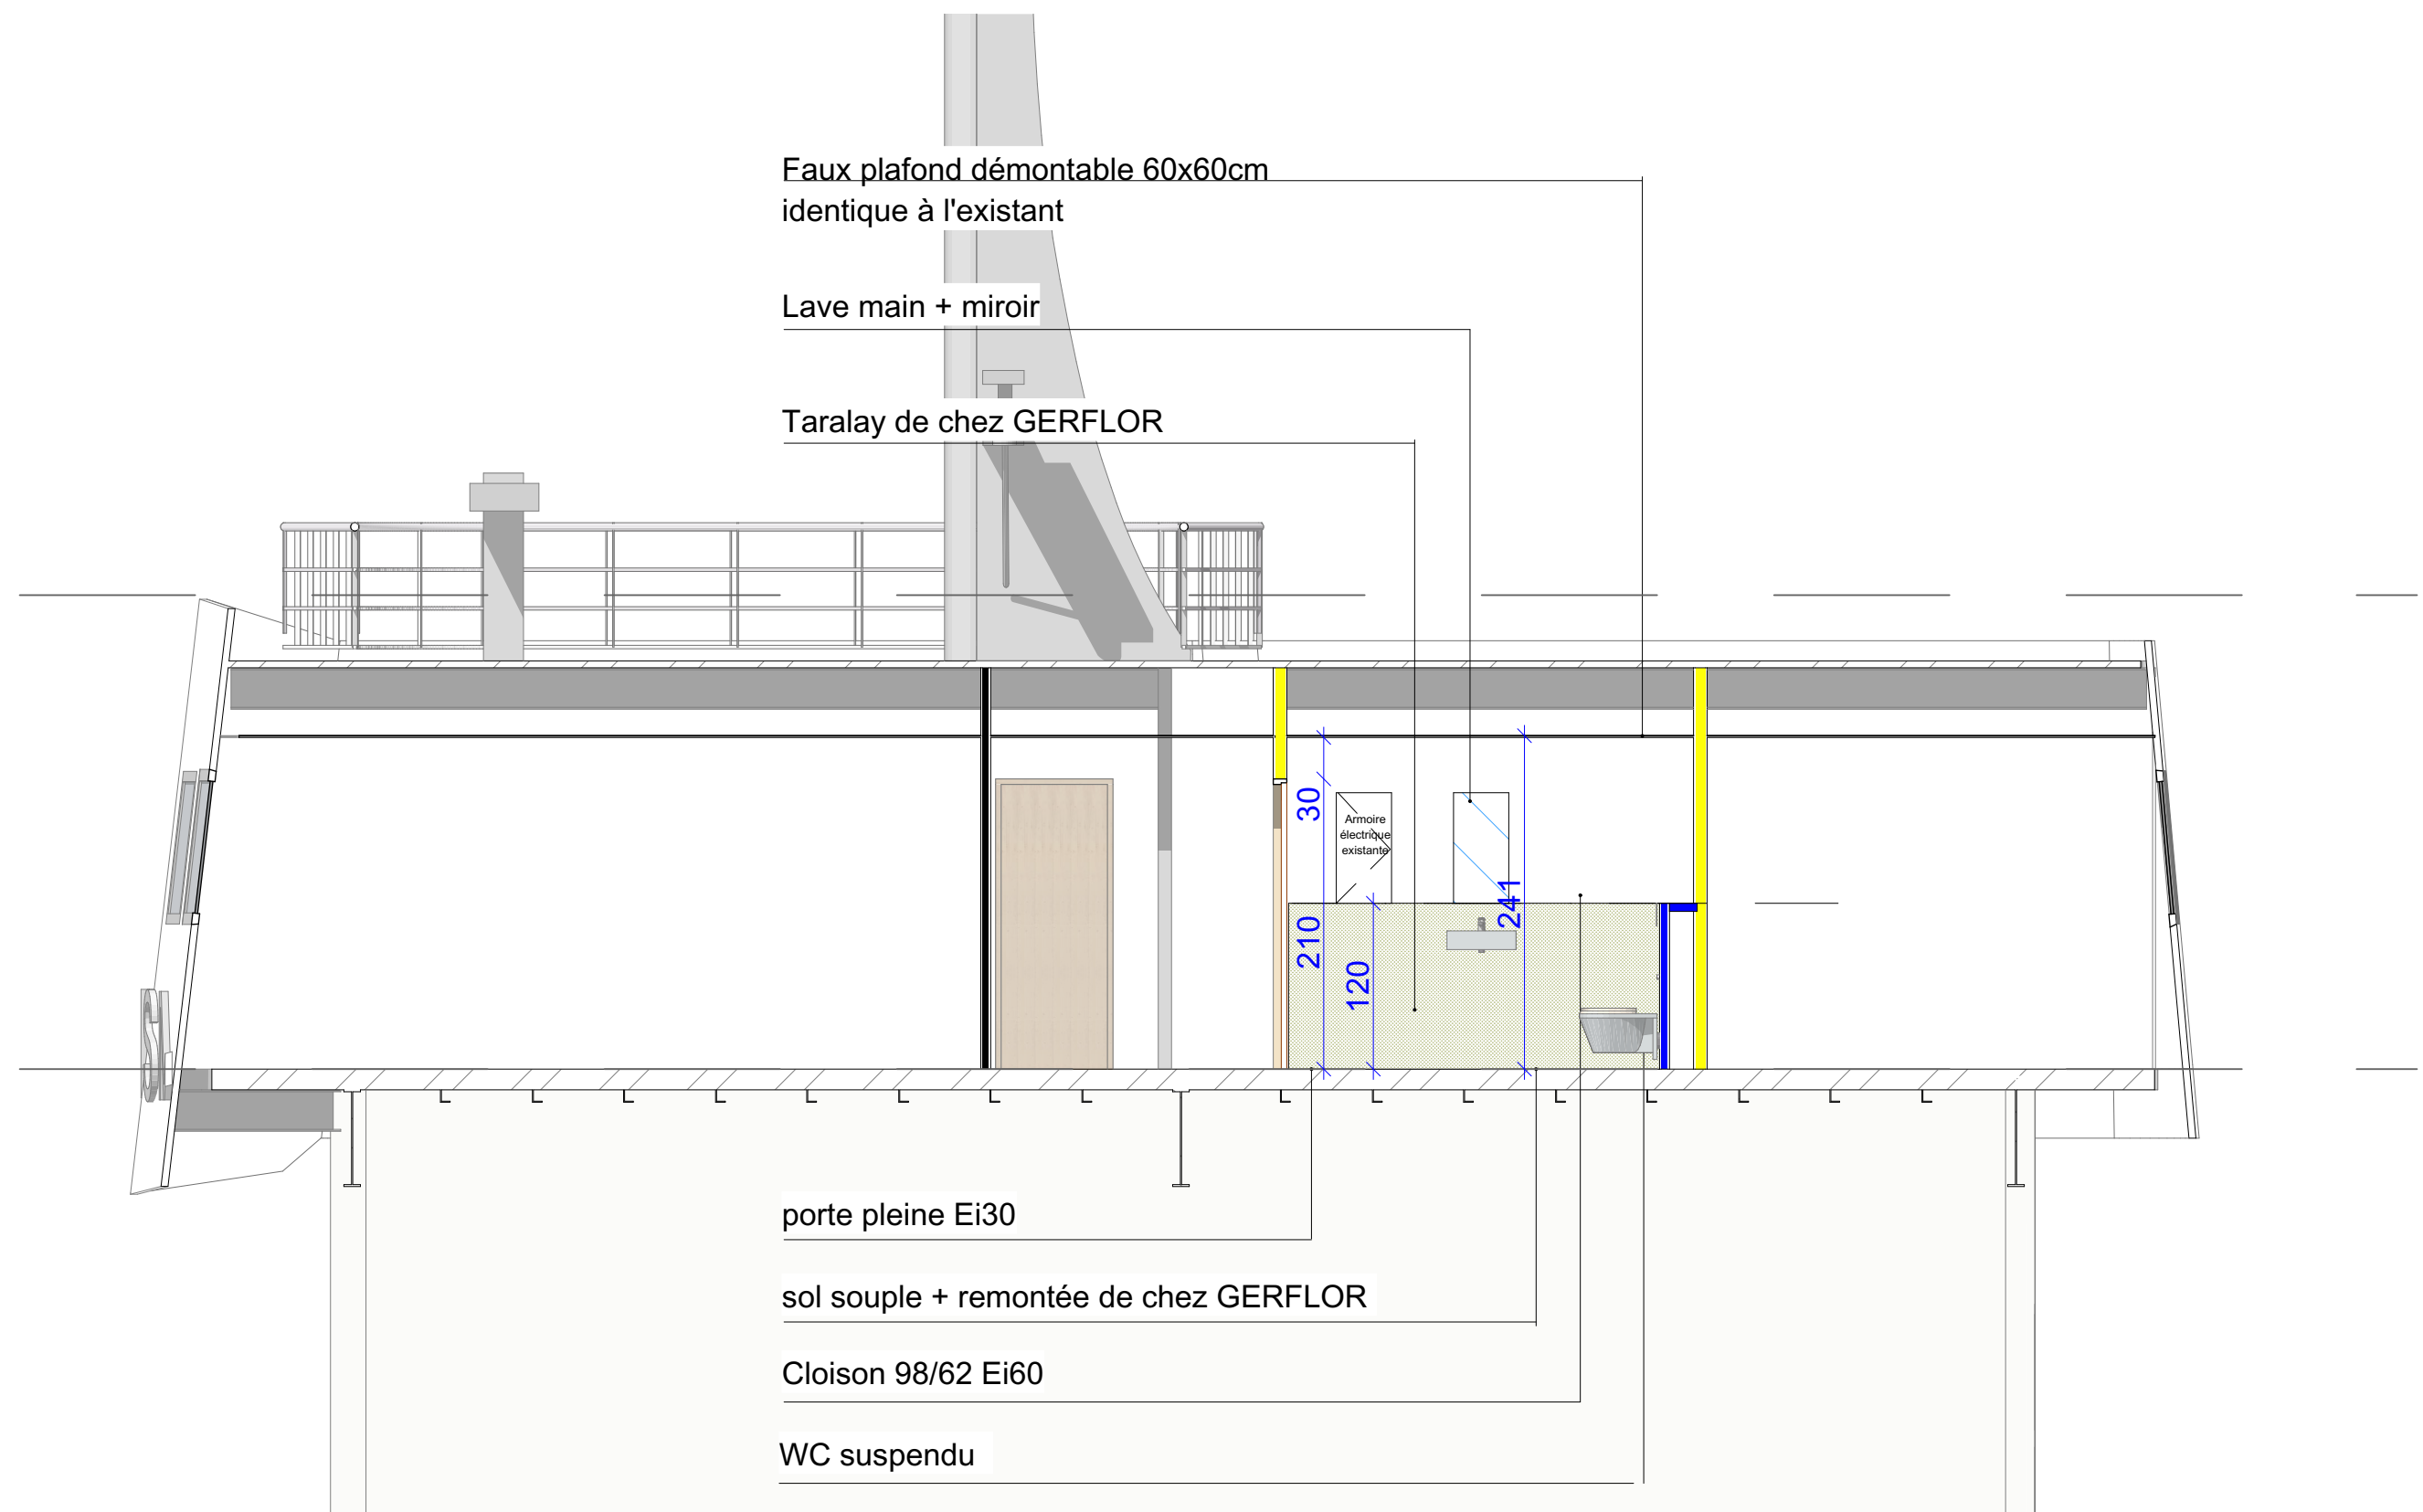 Faux plafond démontable 60x60cm
identique à l'existant
Lave main + miroir
Taralay de chez GERFLOR
30
Armoire
électrique
existante
241
210
120
porte pleine Ei30
sol souple + remontée de chez GERFLOR
Cloison 98/62 Ei60
WC suspendu